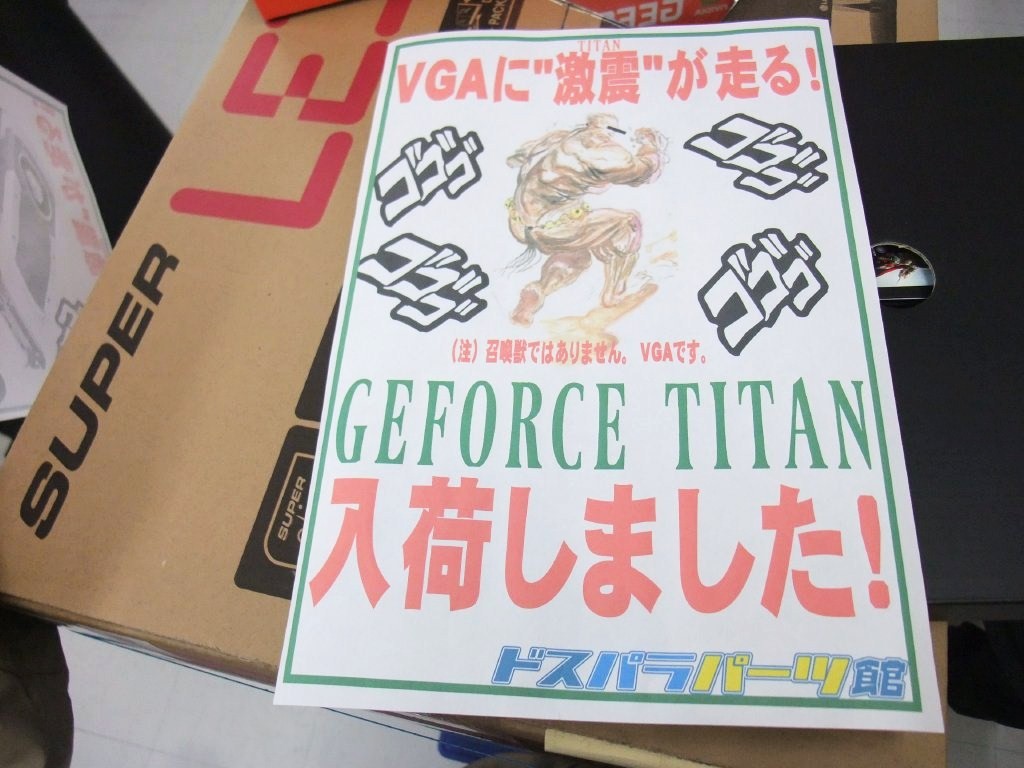 TITAN
VGAに"激震"が走る!
ゴゴゴ
ゴゴゴ
ゴゴゴ
ゴゴゴ
(注)召喚獣ではありません。VGAです。
GEFORCE TITAN
入荷しました!
ドスパラパーツ館
SUPER
SUPER